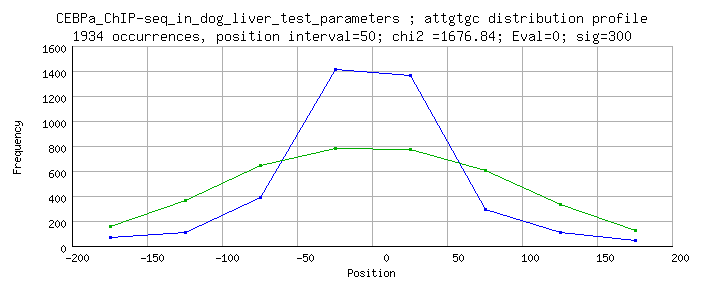 CEBPa_ChIP-seq_in_dog_liver_test_parameters ; attgtgc distribution profile
1934 occurrences, position interval=50; chi2 =1676.84; Eval=0; sig=300
1600
1400
1200
1000
800
600
400
200
0
Frequency
-200 -150 -100 -50 0 50 100 150 200
Position